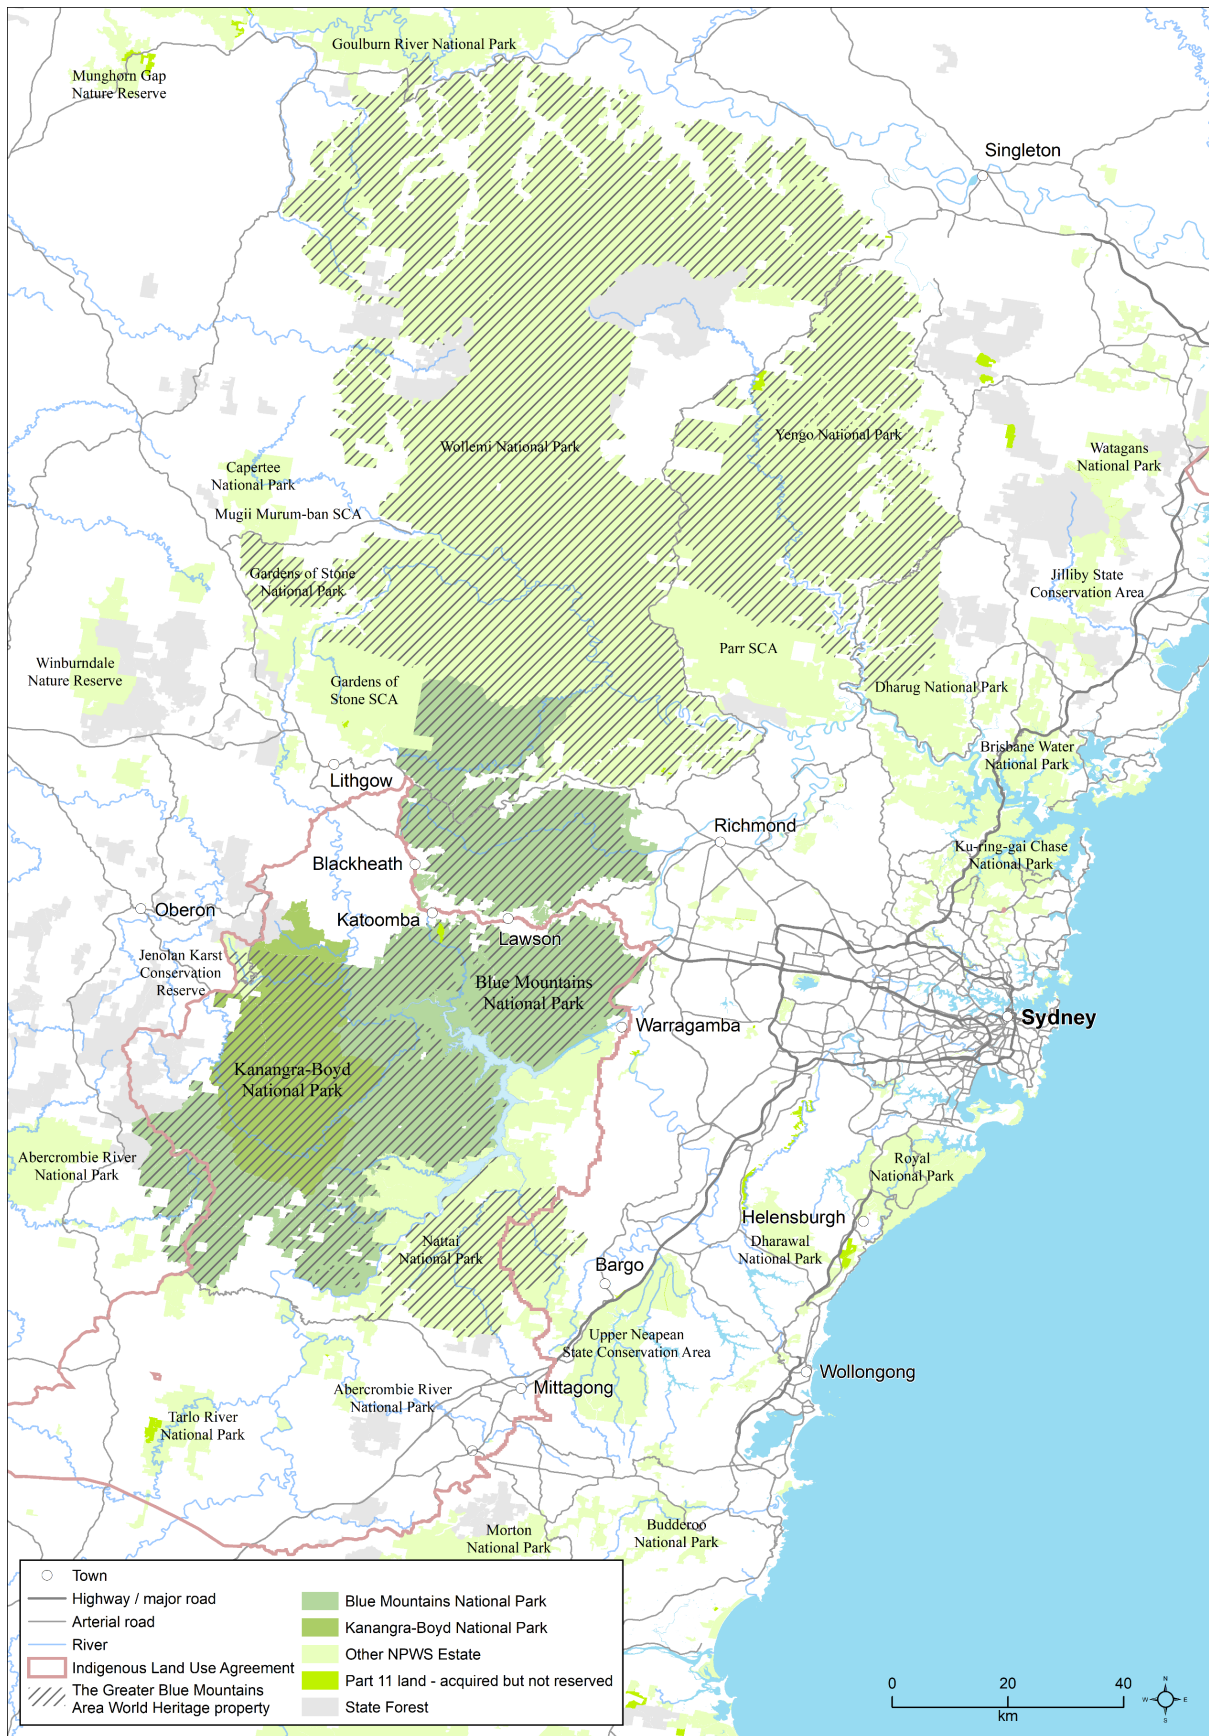 Goulburn River National Park
Munghorn Gap
Nature Reserve
Singleton
Wollemi National Park
Yengo National Park
Watagans
National Park
Capertee
National Park
Mugii Murum-ban SCA
Gardens of Stone
National Park
Jilliby State
Conservation Area
Winburndale
Nature Reserve
Parr SCA
Gardens of
Stone SCA
Dharug National Park
Brisbane Water
National Park
Lithgow
Richmond
Ku-ring-gai Chase
National Park
Blackheath
Oberon
Katoomba
Lawson
Jenolan Karst
Conservation
Reserve
Blue Mountains
National Park
Sydney
Warragamba
Kanangra-Boyd
National Park
Abercrombie River
National Park
Royal
National Park
Helensburgh
Dharawal
National Park
Nattai
National Park
Bargo
Upper Neapean
State Conservation Area
Wollongong
Mittagong
Abercrombie River
National Park
Tarlo River
National Park
Morton
National Park
Budderoo
National Park
Town
Highway / major road
Arterial road
River
Indigenous Land Use Agreement
The Greater Blue Mountains
Area World Heritage property
Blue Mountains National Park
Kanangra-Boyd National Park
Other NPWS Estate
Part 11 land - acquired but not reserved
State Forest
0 20 40
km
N
W E
S